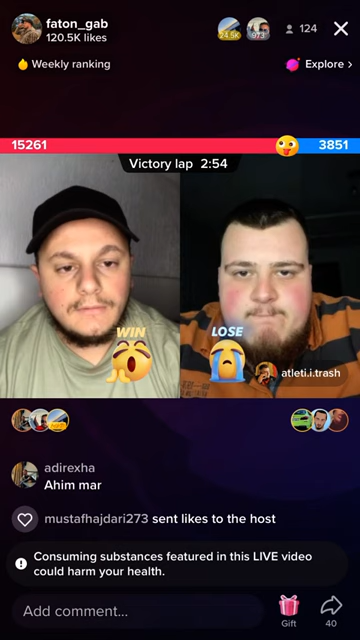 faton_gab
120.5K likes
24.5K
973
124
Weekly ranking
Explore >
15261
3851
Victory lap 2:54
WIN
LOSE
atleti.i.trash
adirexha
Ahim mar
mustafhajdari273 sent likes to the host
Consuming substances featured in this LIVE video
could harm your health.
Add comment...
Gift
40